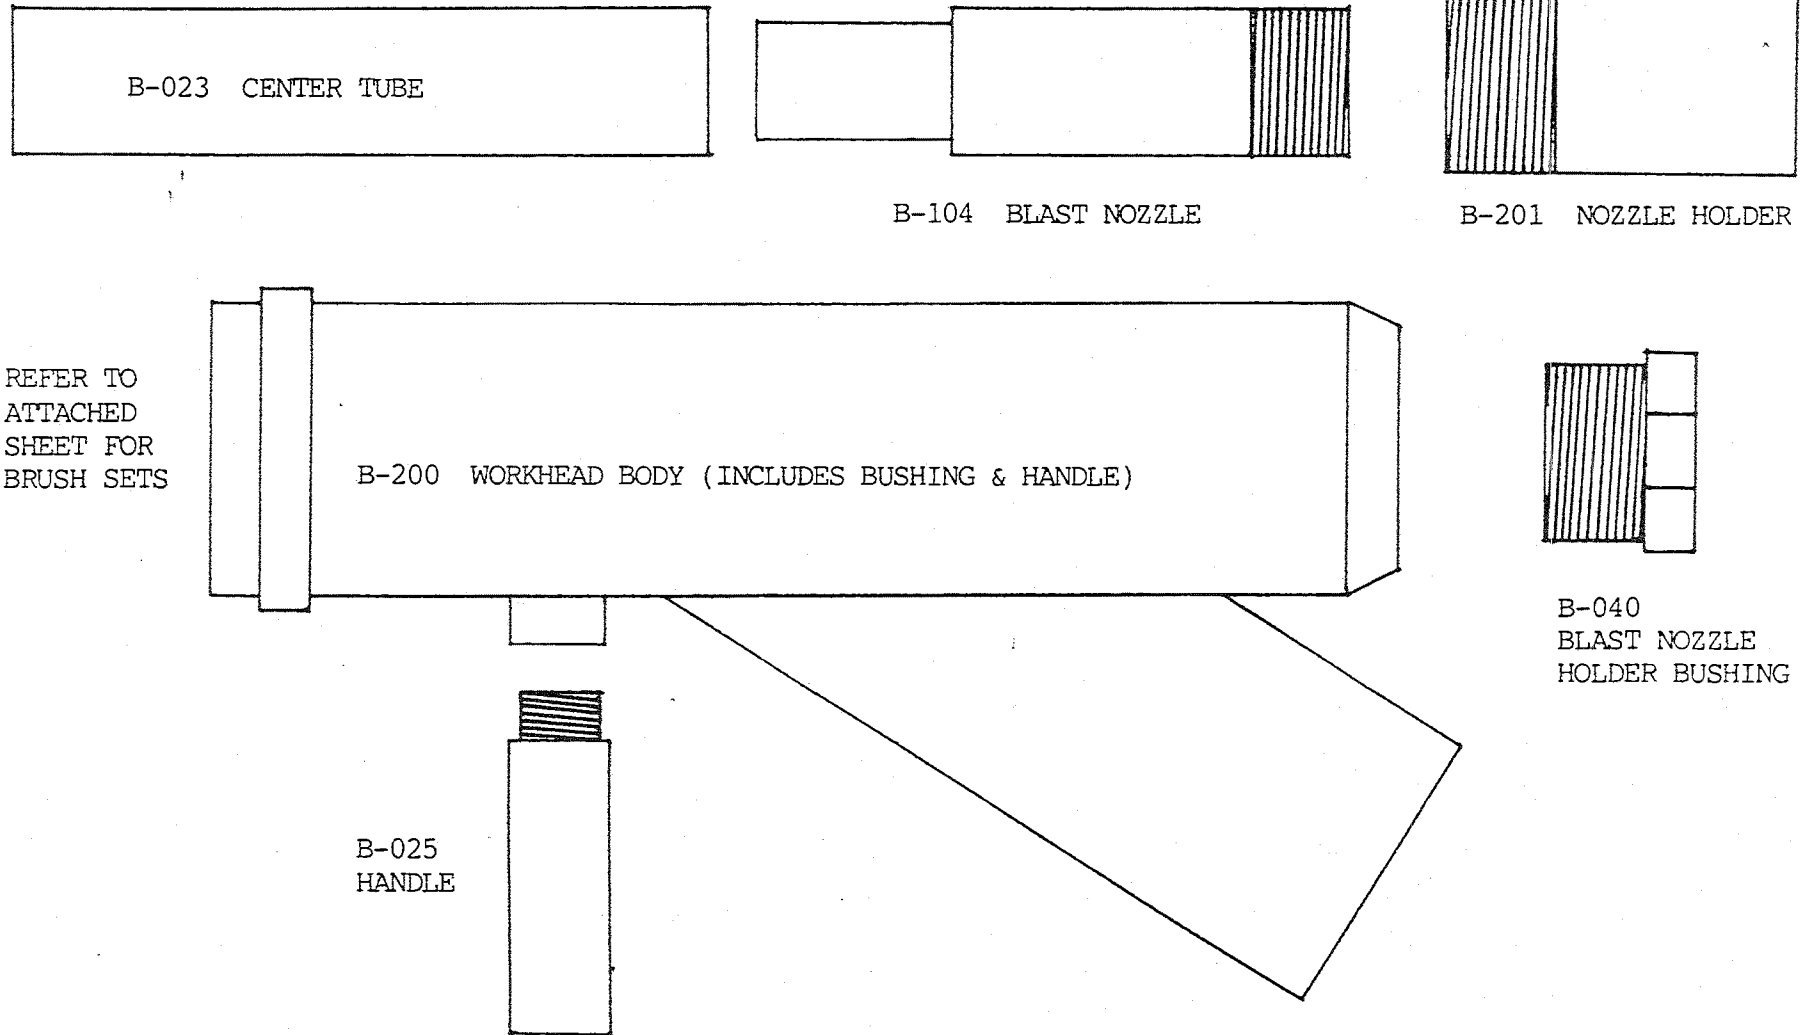 B-023 CENTER TUBE
B-104 BLAST NOZZLE
B-201 NOZZLE HOLDER
REFER TO
ATTACHED
SHEET FOR
BRUSH SETS
B-200 WORKHEAD BODY (INCLUDES BUSHING & HANDLE)
B-040
BLAST NOZZLE
HOLDER BUSHING
B-025
HANDLE